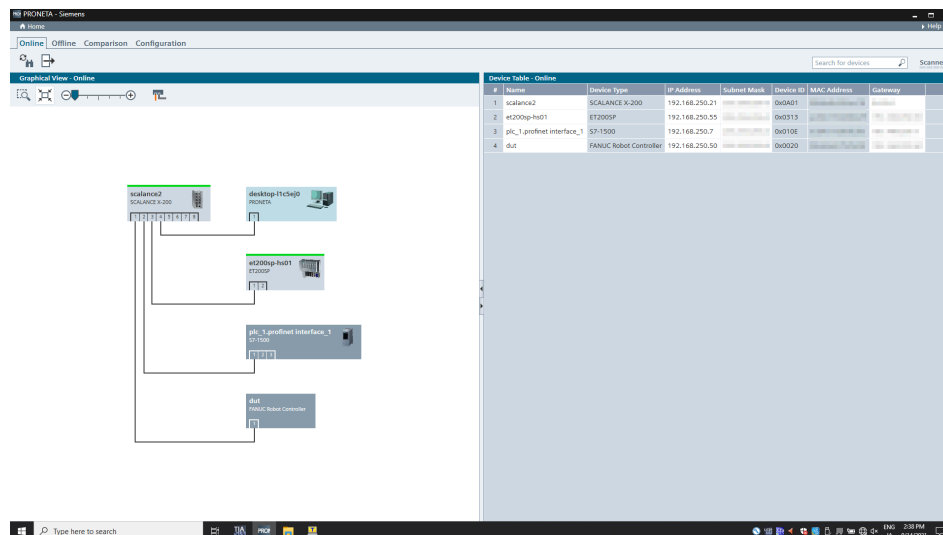 PRONETA - Siemens
Home
Help
Online Offline Comparison Configuration
Search for devices
Scanne
Graphical View - Online
Device Table - Online
# Name Device Type IP Address Subnet Mask Device ID MAC Address Gateway
1 scalance2 SCALANCE X-200 192.168.250.21 0x0A01
2 et200sp-hs01 ET200SP 192.168.250.55 0x0313
3 plc_1.profinet interface_1 S7-1500 192.168.250.7 0x010E
4 dut FANUC Robot Controller 192.168.250.50 0x0020
scalance2
SCALANCE X-200
1 2 3 4 5 6 7 8
desktop-l1c5ej0
PRONETA
1
et200sp-hs01
ET200SP
1 2
plc_1.profinet interface_1
S7-1500
1 2 3
dut
FANUC Robot Controller
1
Type here to search
TIA
PRO
ENG
2:38 PM